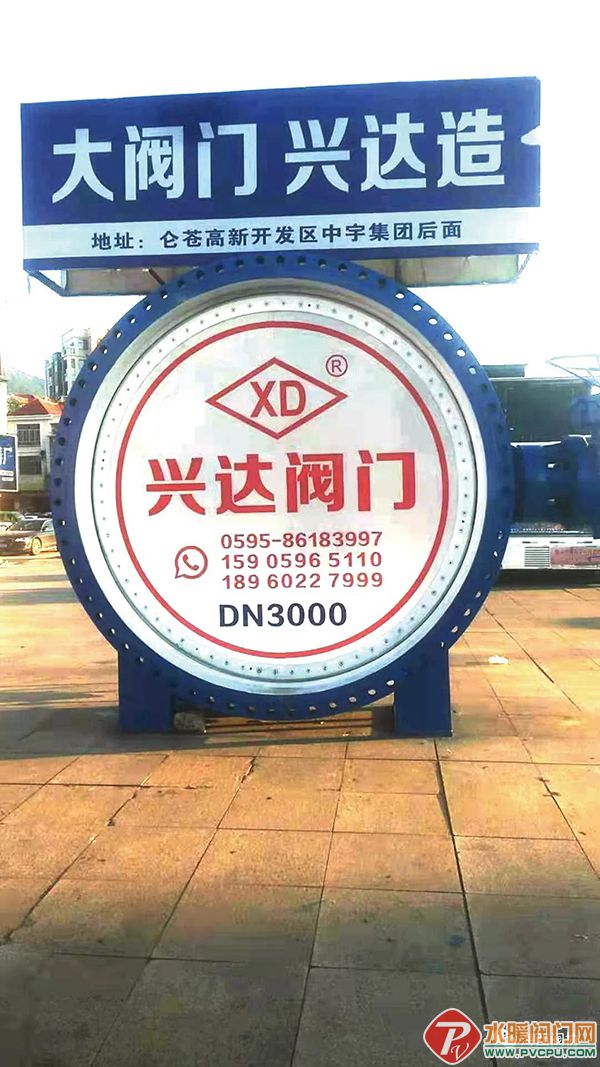 大阀门 兴达造
地址：仑苍高新开发区中宇集团后面
XD®
兴达阀门
0595-86183997
159 0596 5110
189 6022 7999
DN3000
水暖阀门网
WWW.PVCPU.COM